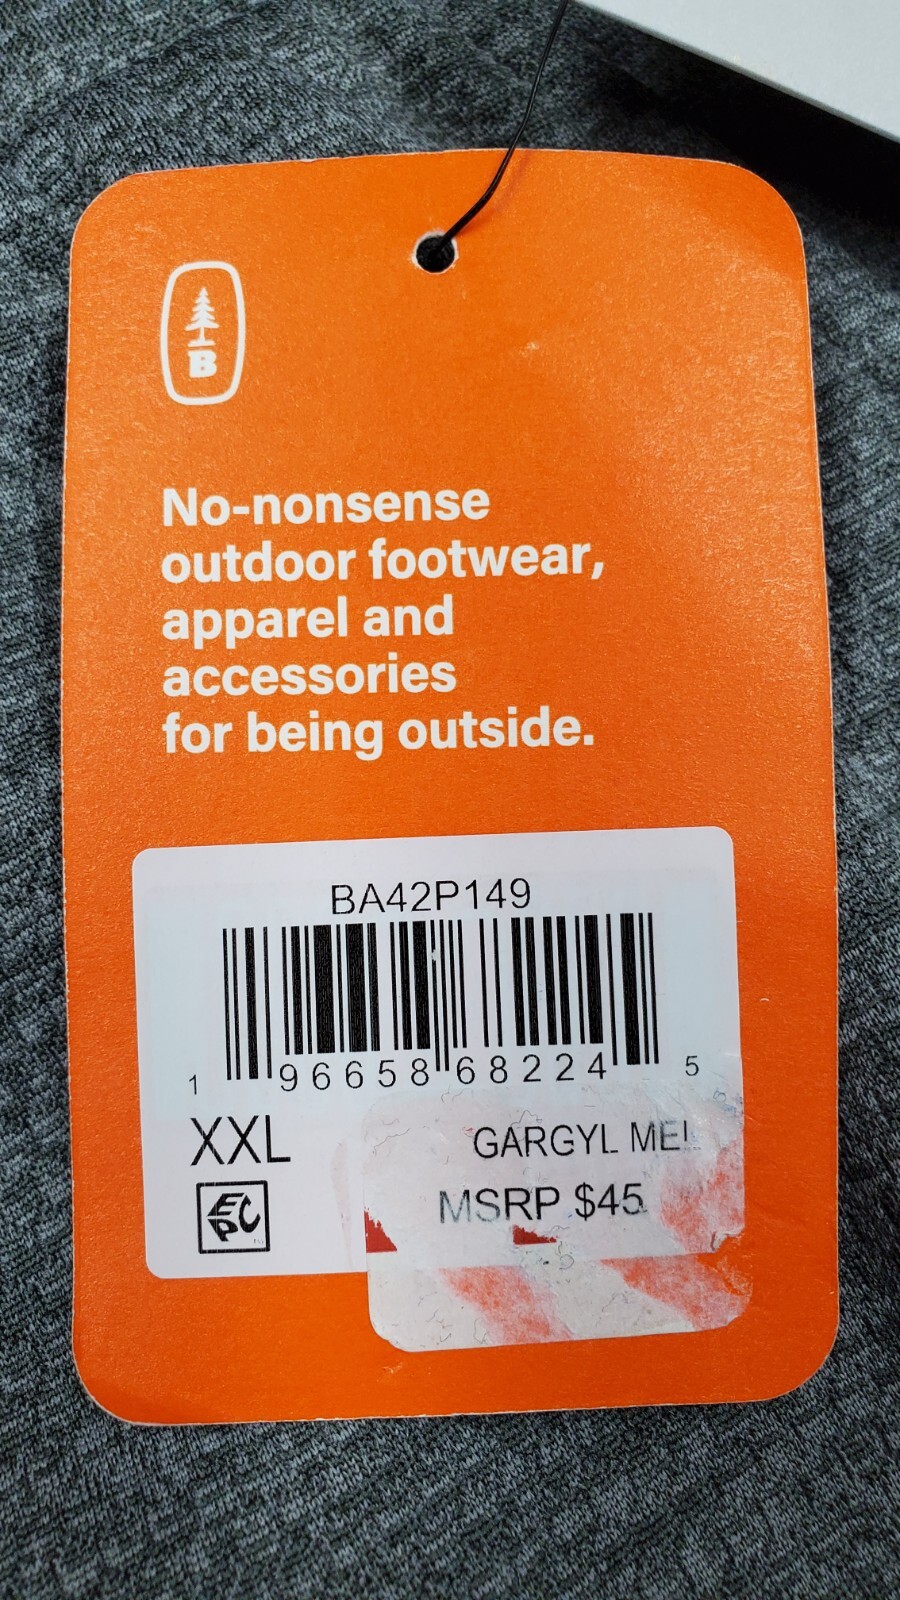 B
No-nonsense
outdoor footwear,
apparel and
accessories
for being outside.
BA42P149
1 96658 68224 5
XXL
GARGYL
MSRP $45
EPC